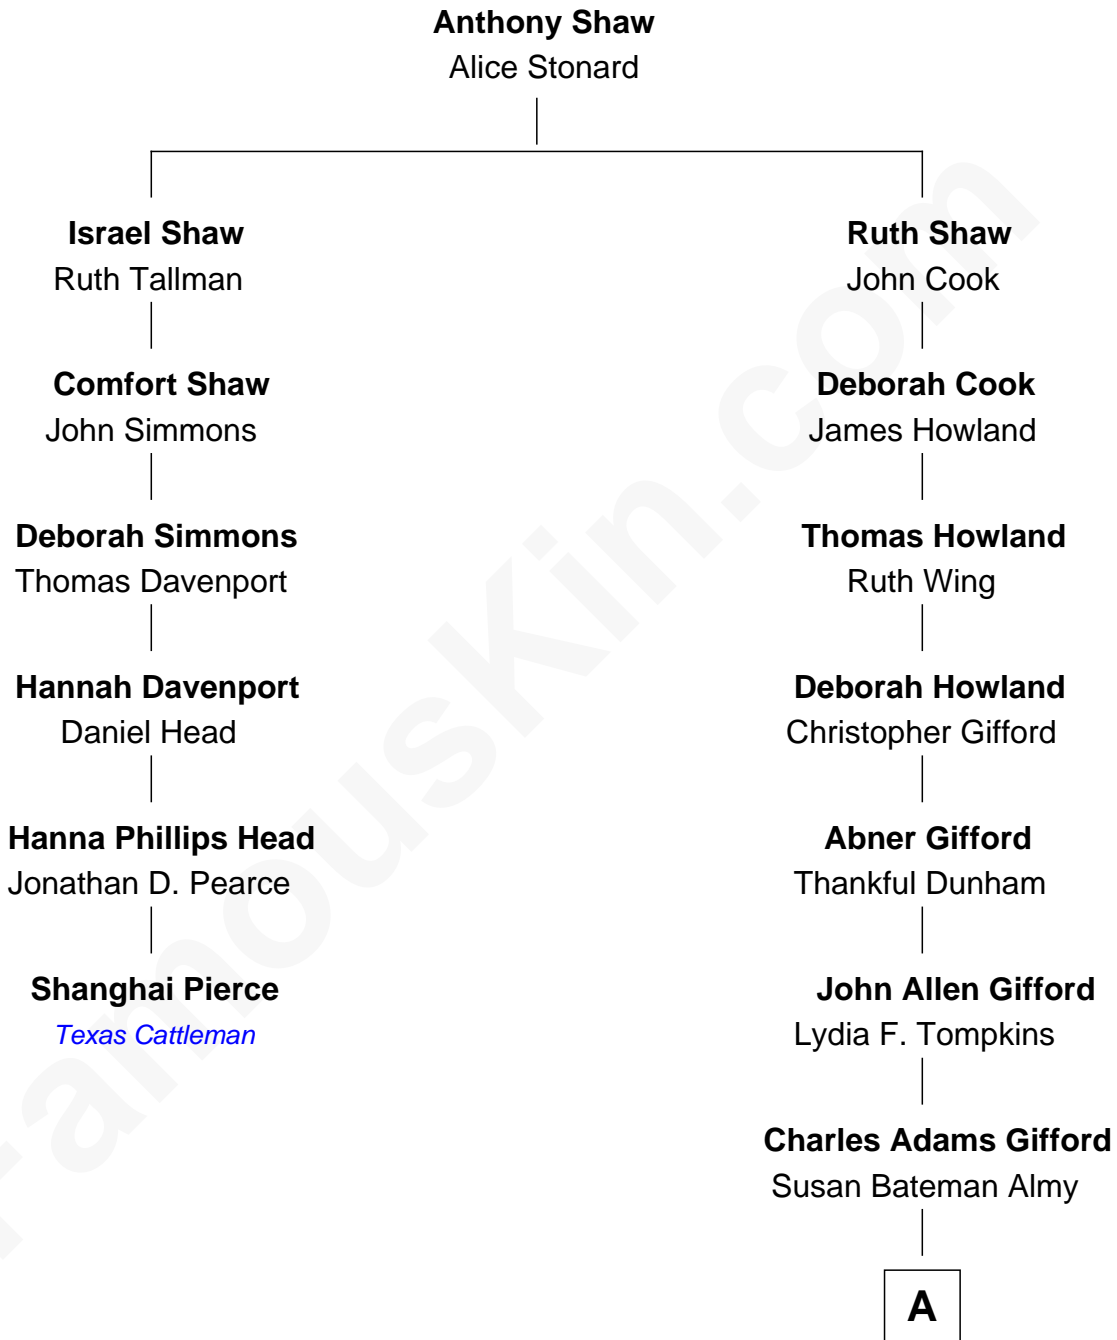 Anthony Shaw
Alice Stonard
Israel Shaw
Ruth Tallman
Comfort Shaw
John Simmons
Deborah Simmons
Thomas Davenport
Hannah Davenport
Daniel Head
Hanna Phillips Head
Jonathan D. Pearce
Shanghai Pierce
Texas Cattleman
Ruth Shaw
John Cook
Deborah Cook
James Howland
Thomas Howland
Ruth Wing
Deborah Howland
Christopher Gifford
Abner Gifford
Thankful Dunham
John Allen Gifford
Lydia F. Tompkins
Charles Adams Gifford
Susan Bateman Almy
A
FamousKin.com